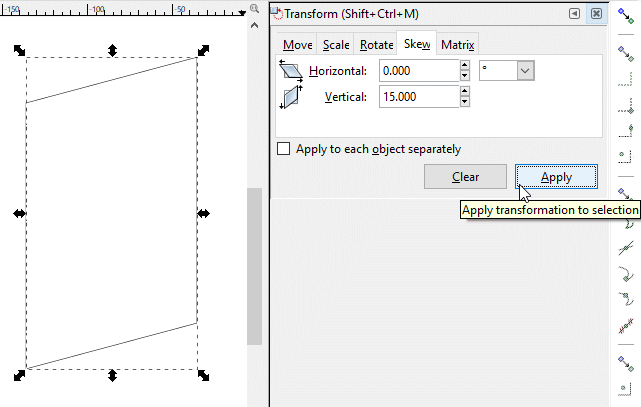 -150 -100 -50
Transform (Shift+Ctrl+M)
Move Scale Rotate Skew Matrix
Horizontal: 0.000 °
Vertical: 15.000
Apply to each object separately
Clear Apply
Apply transformation to selection